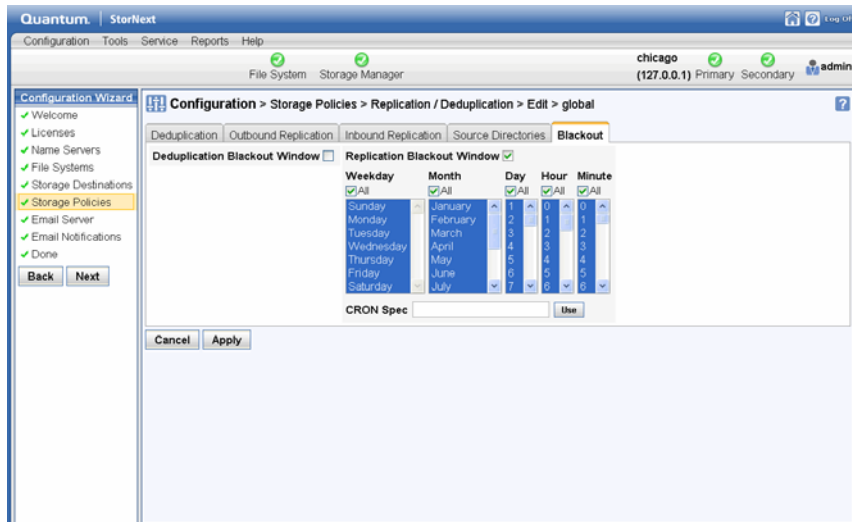 Quantum. StorNext
Log Of
Configuration Tools Service Reports Help
File System Storage Manager
chicago
(127.0.0.1) Primary Secondary
admin
Configuration Wizard
Welcome
Licenses
Name Servers
File Systems
Storage Destinations
Storage Policies
Email Server
Email Notifications
Done
Back Next
Configuration > Storage Policies > Replication / Deduplication > Edit > global
?
Deduplication Outbound Replication Inbound Replication Source Directories Blackout
Deduplication Blackout Window Replication Blackout Window
Weekday Month Day Hour Minute
All All All All All
Sunday January 1 0 0
Monday February 2 1 1
Tuesday March 3 2 2
Wednesday April 4 3 3
Thursday May 5 4 4
Friday June 6 5 5
Saturday July 7 6 6
CRON Spec Use
Cancel Apply